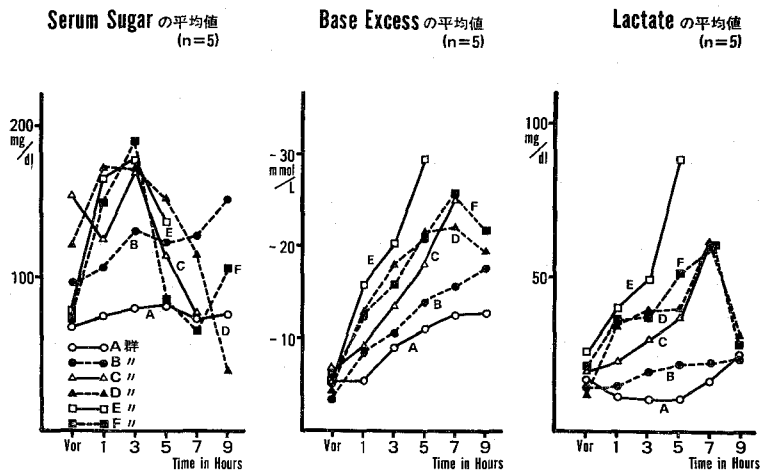 Serum Sugar の平均値
(n=5)
200
mg/dl
100
E
B
C
A
F
D
A 群
B 〃
C 〃
D 〃
E 〃
F 〃
Vor 1 3 5 7 9
Time in Hours
Base Excess の平均値
(n=5)
-30
m mol/L
-20
-10
E
F
D
C
B
A
Vor 1 3 5 7 9
Time in Hours
Lactate の平均値
(n=5)
100
mg/dl
50
E
F
D
C
B
A
Vor 1 3 5 7 9
Time in Hours